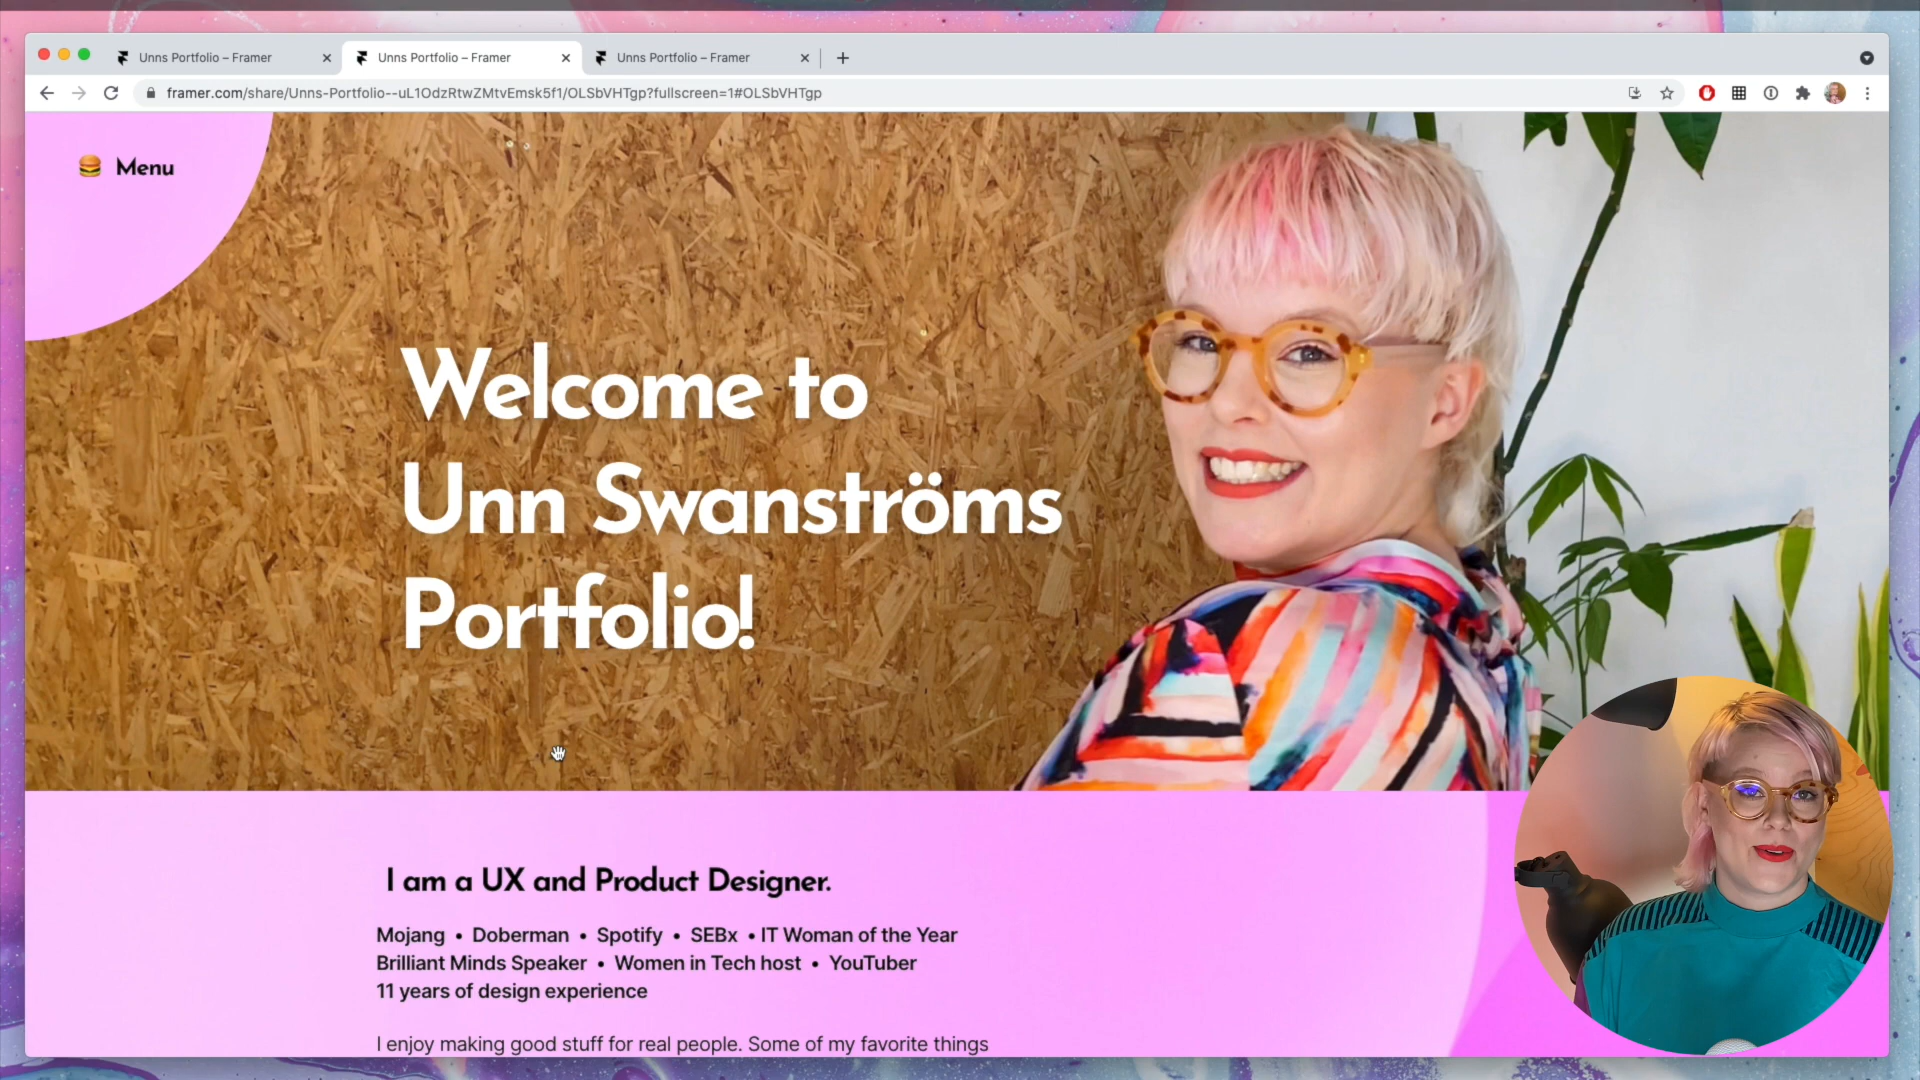 Unns Portfolio – Framer
Unns Portfolio – Framer
Unns Portfolio – Framer
framer.com/share/Unns-Portfolio--uL1OdzRtwZMtvEmsk5f1/OLSbVHTgp?fullscreen=1#OLSbVHTgp
Menu
Welcome to
Unn Swanströms
Portfolio!
I am a UX and Product Designer.
Mojang • Doberman • Spotify • SEBx • IT Woman of the Year
Brilliant Minds Speaker • Women in Tech host • YouTuber
11 years of design experience
I enjoy making good stuff for real people. Some of my favorite things